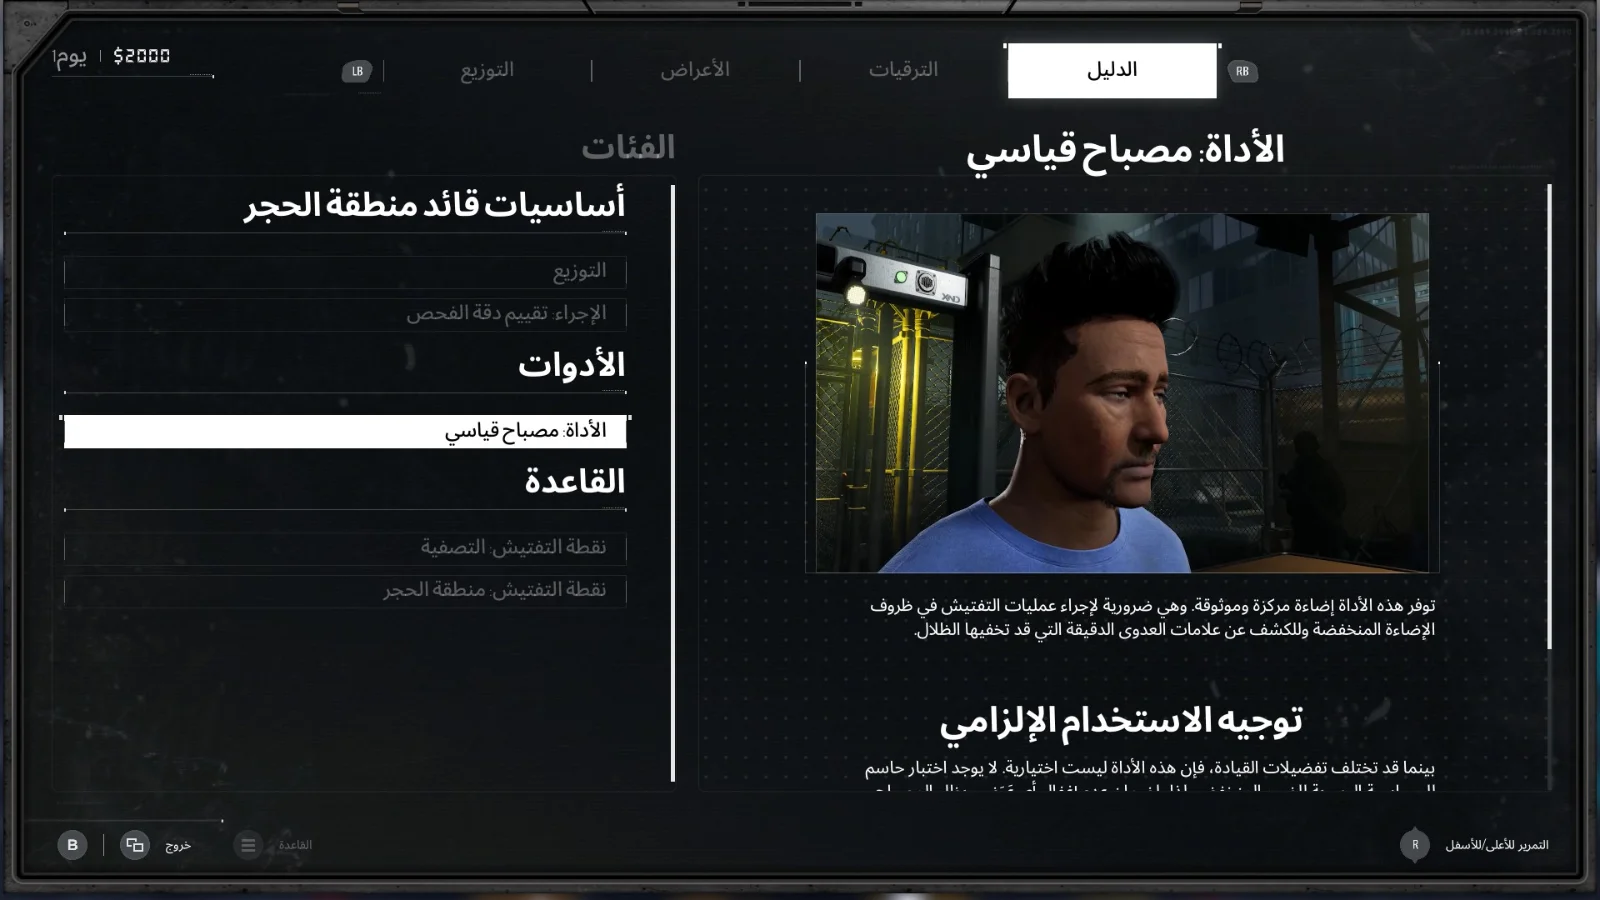 يوم1 | $2000
LB
التوزيع
الأعراض
الترقيات
الدليل
RB
الأداة: مصباح قياسي
الفئات
أساسيات قائد منطقة الحجر
التوزيع
الإجراء: تقييم دقة الفحص
الأدوات
الأداة: مصباح قياسي
القاعدة
نقطة التفتيش: التصفية
نقطة التفتيش: منطقة الحجر
CNK
توفر هذه الأداة إضاءة مركزة وموثوقة. وهي ضرورية لإجراء عمليات التفتيش في ظروف
الإضاءة المنخفضة وللكشف عن علامات العدوى الدقيقة التي قد تخفيها الظلال.
توجيه الاستخدام الإلزامي
بينما قد تختلف تفضيلات القيادة، فإن هذه الأداة ليست اختيارية. لا يوجد اختبار حاسم
B
خروج
القاعدة
R
التمرير للأعلى/للأسفل